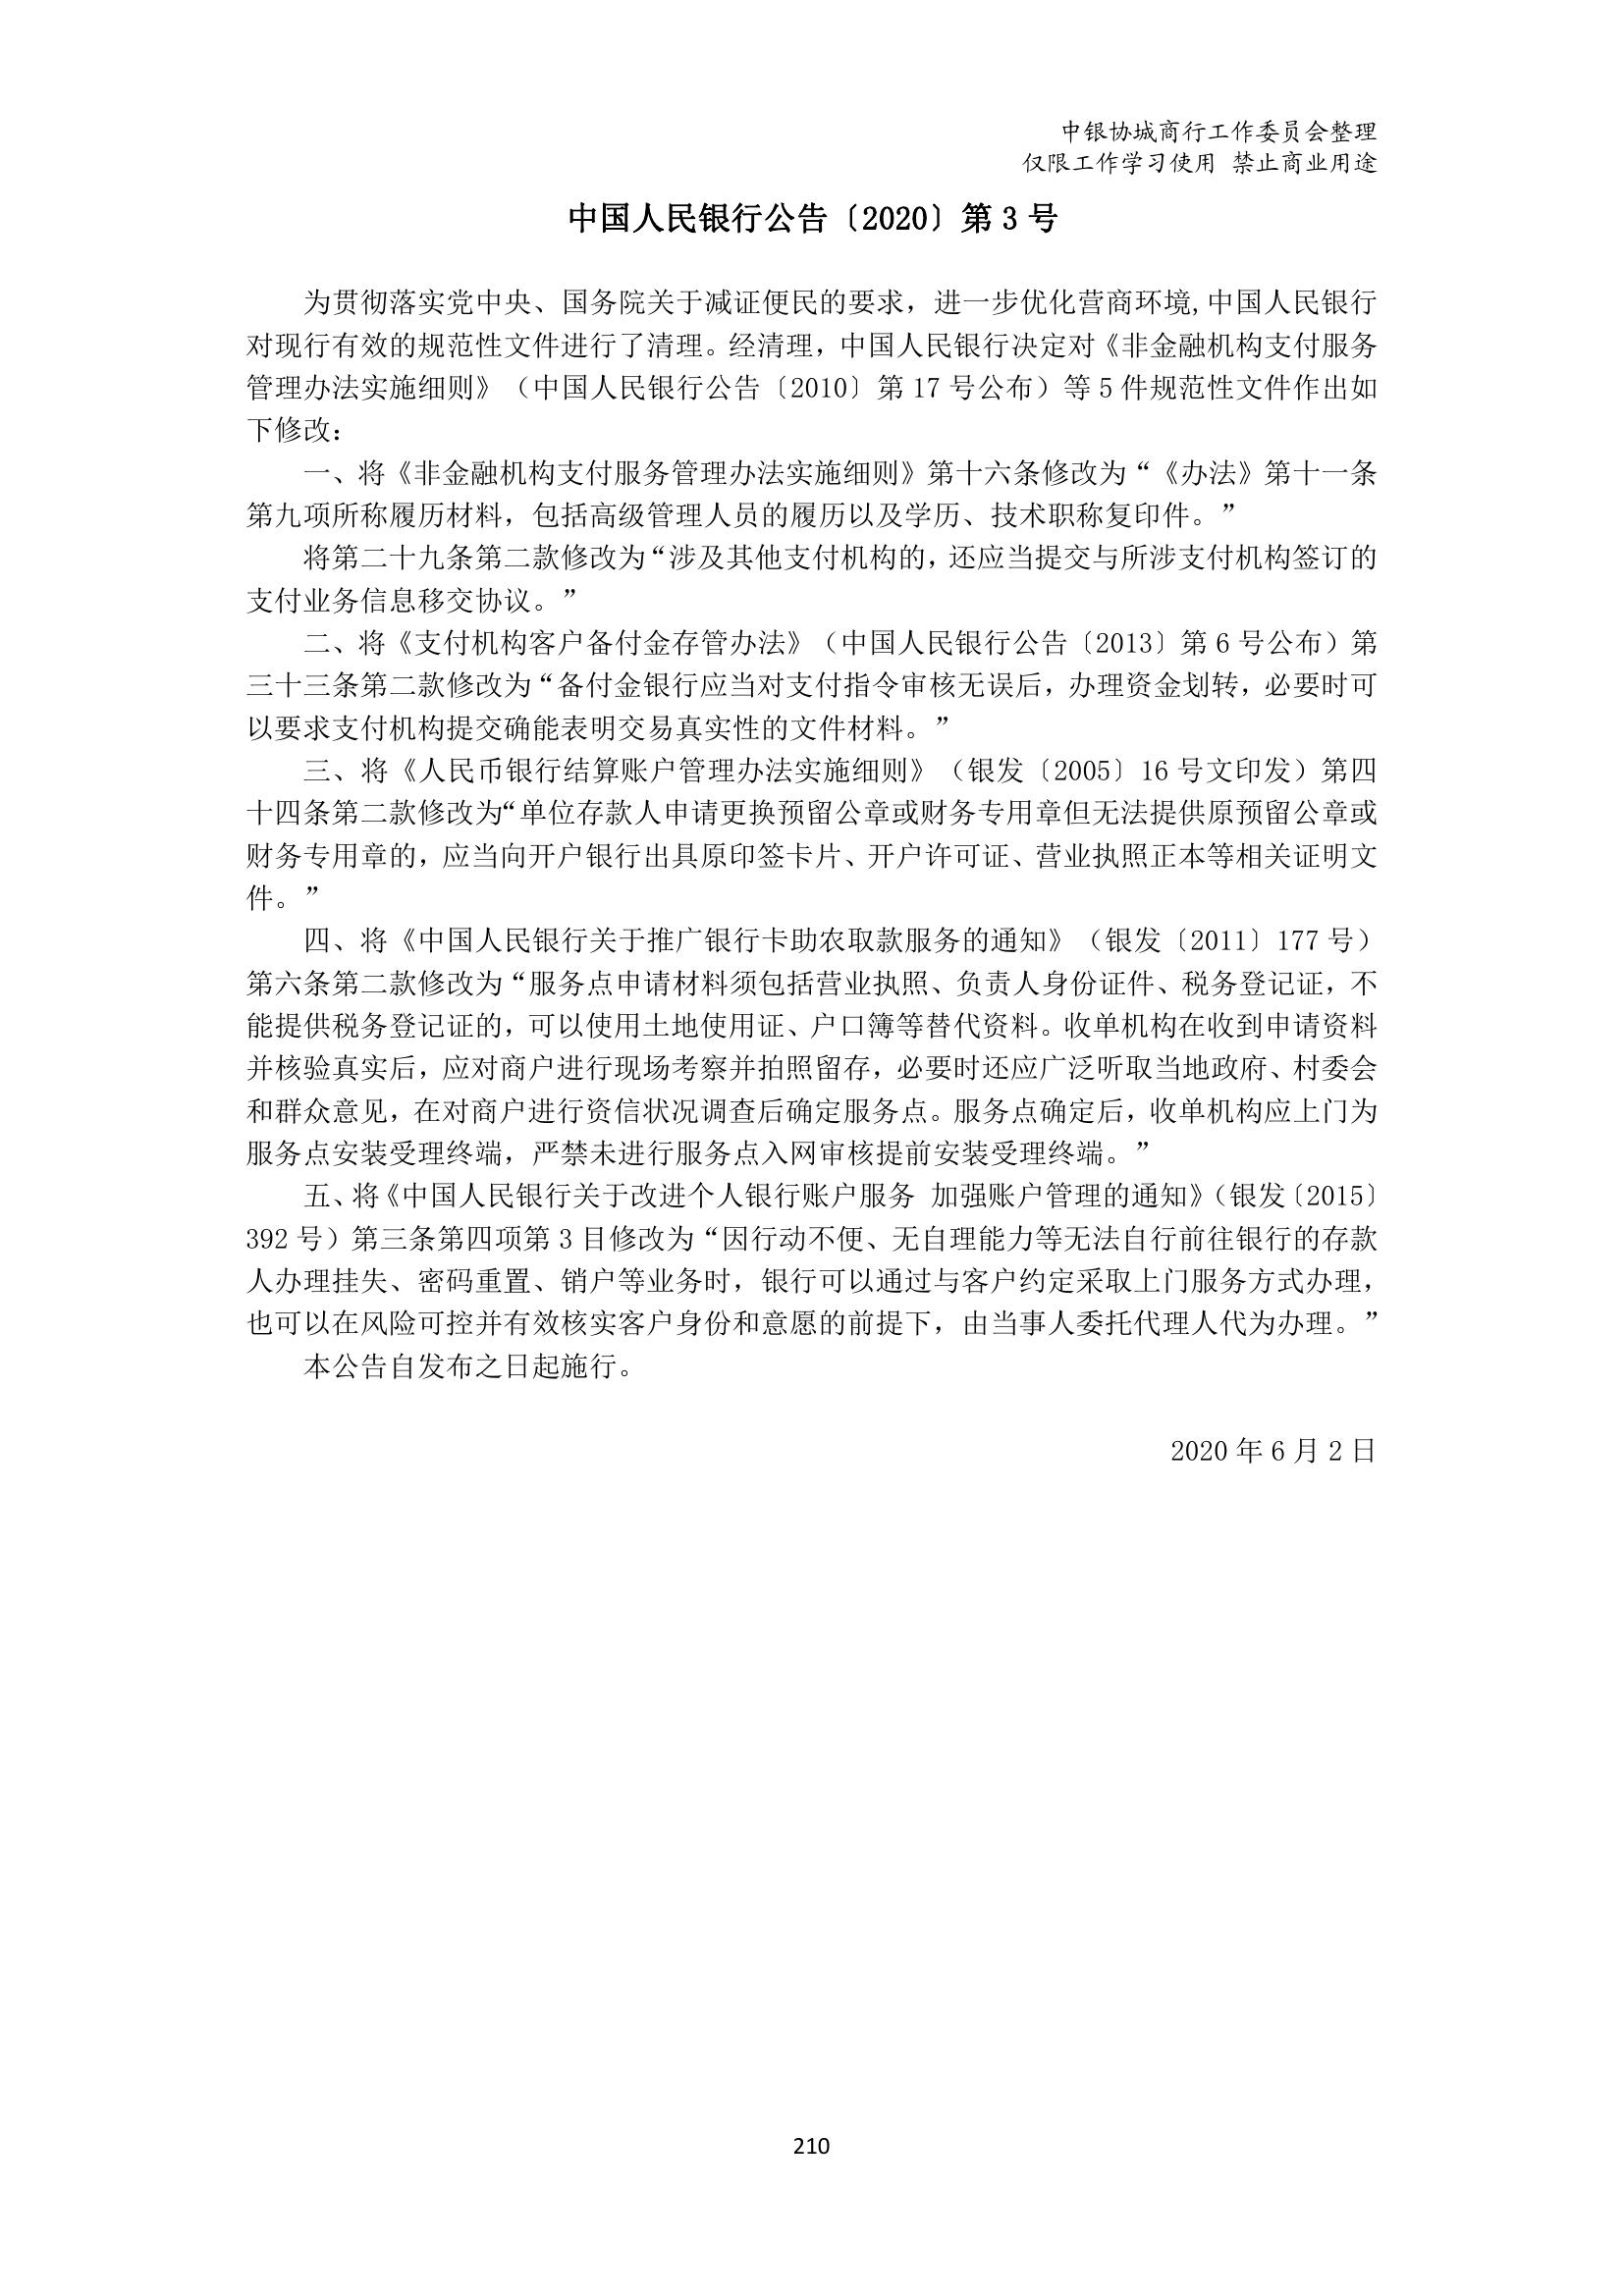 中银协城商行工作委员会整理
仅限工作学习使用 禁止商业用途
中国人民银行公告〔2020〕第 3 号
为贯彻落实党中央、国务院关于减证便民的要求，进一步优化营商环境,中国人民银行
对现行有效的规范性文件进行了清理。经清理，中国人民银行决定对《非金融机构支付服务
管理办法实施细则》（中国人民银行公告〔2010〕第 17 号公布）等 5 件规范性文件作出如
下修改：
一、将《非金融机构支付服务管理办法实施细则》第十六条修改为“《办法》第十一条
第九项所称履历材料，包括高级管理人员的履历以及学历、技术职称复印件。”
将第二十九条第二款修改为“涉及其他支付机构的，还应当提交与所涉支付机构签订的
支付业务信息移交协议。”
二、将《支付机构客户备付金存管办法》（中国人民银行公告〔2013〕第 6 号公布）第
三十三条第二款修改为“备付金银行应当对支付指令审核无误后，办理资金划转，必要时可
以要求支付机构提交确能表明交易真实性的文件材料。”
三、将《人民币银行结算账户管理办法实施细则》（银发〔2005〕16 号文印发）第四
十四条第二款修改为“单位存款人申请更换预留公章或财务专用章但无法提供原预留公章或
财务专用章的，应当向开户银行出具原印签卡片、开户许可证、营业执照正本等相关证明文
件。”
四、将《中国人民银行关于推广银行卡助农取款服务的通知》（银发〔2011〕177 号）
第六条第二款修改为“服务点申请材料须包括营业执照、负责人身份证件、税务登记证，不
能提供税务登记证的，可以使用土地使用证、户口簿等替代资料。收单机构在收到申请资料
并核验真实后，应对商户进行现场考察并拍照留存，必要时还应广泛听取当地政府、村委会
和群众意见，在对商户进行资信状况调查后确定服务点。服务点确定后，收单机构应上门为
服务点安装受理终端，严禁未进行服务点入网审核提前安装受理终端。”
五、将《中国人民银行关于改进个人银行账户服务 加强账户管理的通知》（银发〔2015〕
392 号）第三条第四项第 3 目修改为“因行动不便、无自理能力等无法自行前往银行的存款
人办理挂失、密码重置、销户等业务时，银行可以通过与客户约定采取上门服务方式办理，
也可以在风险可控并有效核实客户身份和意愿的前提下，由当事人委托代理人代为办理。”
本公告自发布之日起施行。
2020 年 6 月 2 日
210